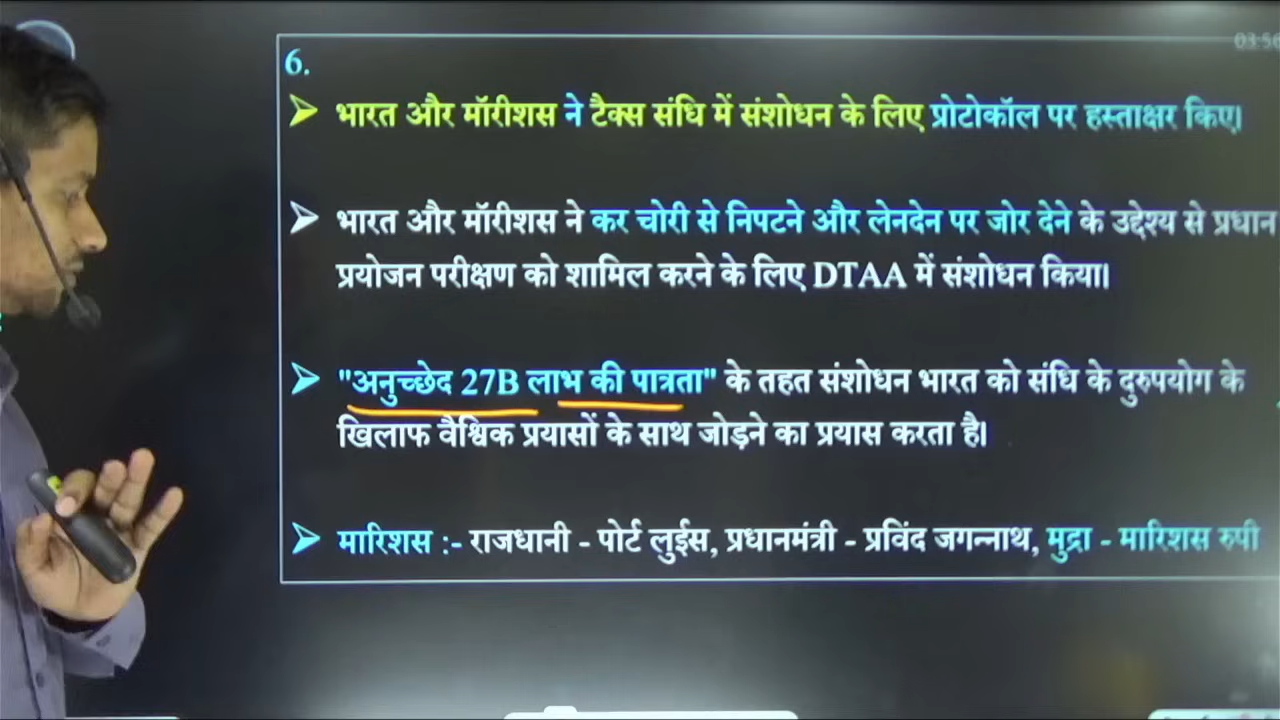 6.
➢ भारत और मॉरीशस ने टैक्स संधि में संशोधन के लिए प्रोटोकॉल पर हस्ताक्षर किए।
➢ भारत और मॉरीशस ने कर चोरी से निपटने और लेनदेन पर जोर देने के उद्देश्य से प्रधान
प्रयोजन परीक्षण को शामिल करने के लिए DTAA में संशोधन किया।
➢ "अनुच्छेद 27B लाभ की पात्रता" के तहत संशोधन भारत को संधि के दुरुपयोग के
खिलाफ वैश्विक प्रयासों के साथ जोड़ने का प्रयास करता है।
➢ मारिशस :- राजधानी - पोर्ट लुईस, प्रधानमंत्री - प्रविंद जगन्नाथ, मुद्रा - मारिशस रुपी